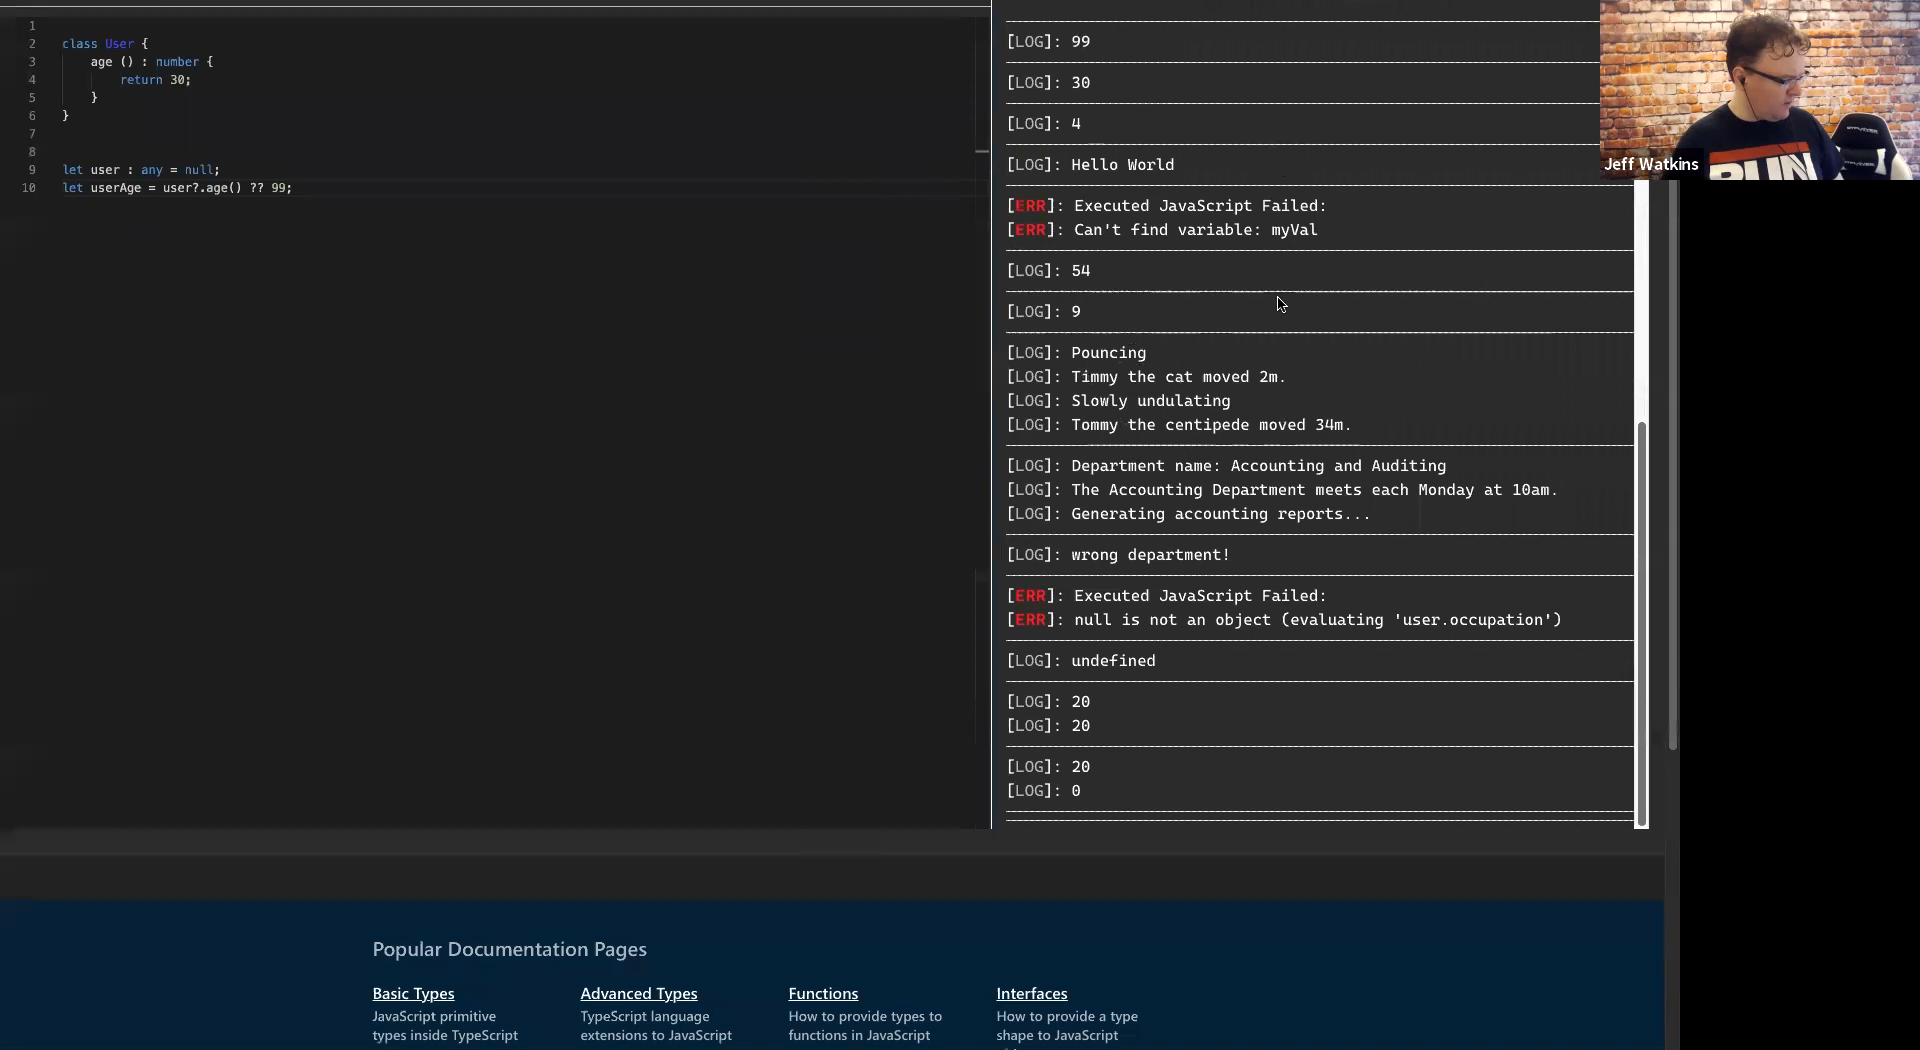 1
2 class User {
3 age () : number {
4 return 30;
5 }
6 }
7
8
9 let user : any = null;
10 let userAge = user?.age() ?? 99;
[LOG]: 99
[LOG]: 30
[LOG]: 4
[LOG]: Hello World
[ERR]: Executed JavaScript Failed:
[ERR]: Can't find variable: myVal
[LOG]: 54
[LOG]: 9
[LOG]: Pouncing
[LOG]: Timmy the cat moved 2m.
[LOG]: Slowly undulating
[LOG]: Tommy the centipede moved 34m.
[LOG]: Department name: Accounting and Auditing
[LOG]: The Accounting Department meets each Monday at 10am.
[LOG]: Generating accounting reports...
[LOG]: wrong department!
[ERR]: Executed JavaScript Failed:
[ERR]: null is not an object (evaluating 'user.occupation')
[LOG]: undefined
[LOG]: 20
[LOG]: 20
[LOG]: 20
[LOG]: 0
Jeff Watkins
RUN
Popular Documentation Pages
Basic Types
JavaScript primitive
types inside TypeScript
Advanced Types
TypeScript language
extensions to JavaScript
Functions
How to provide types to
functions in JavaScript
Interfaces
How to provide a type
shape to JavaScript